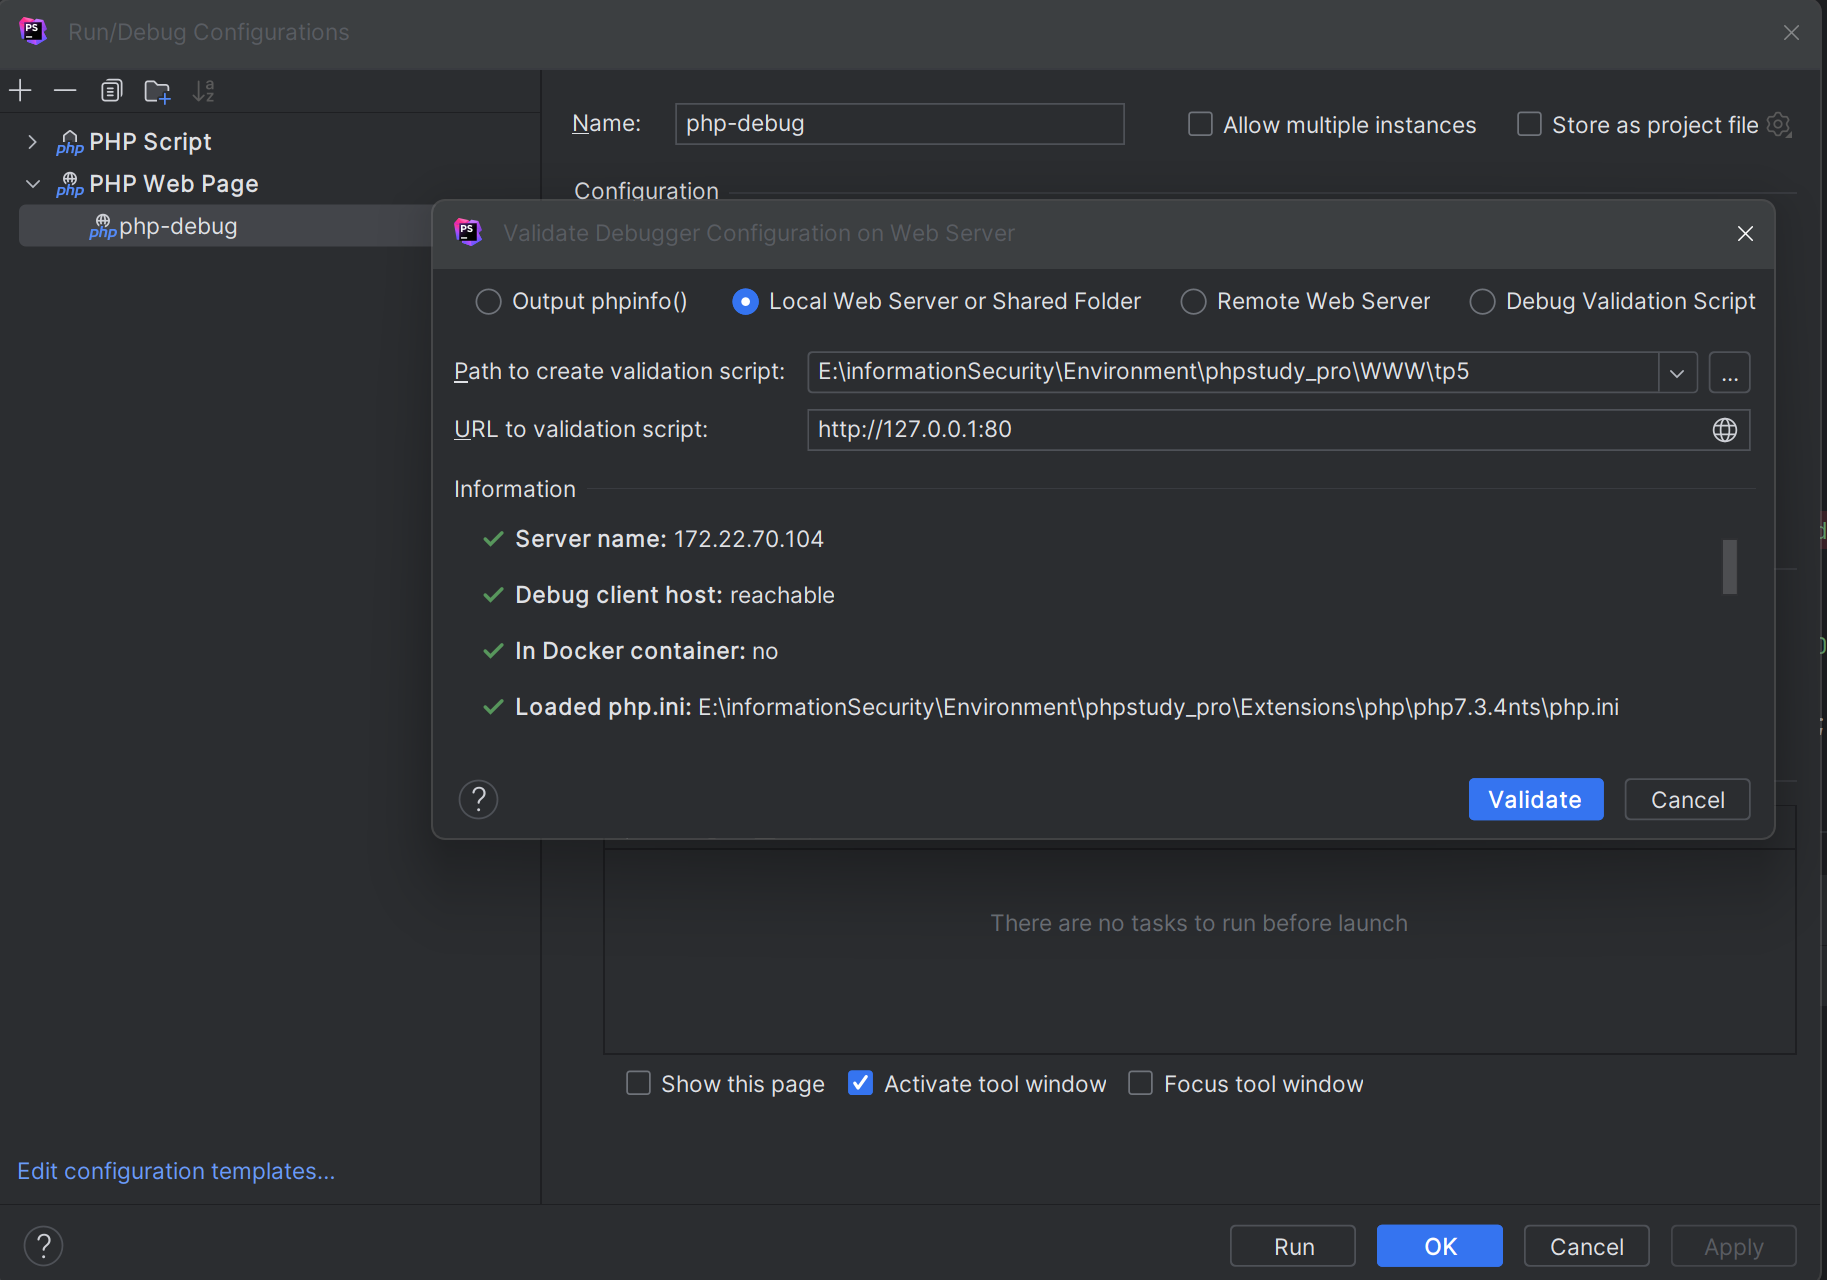 Run/Debug Configurations
PHP Script
PHP Web Page
php-debug
Name: php-debug
Allow multiple instances
Store as project file
Configuration
Validate Debugger Configuration on Web Server
Output phpinfo()
Local Web Server or Shared Folder
Remote Web Server
Debug Validation Script
Path to create validation script: E:\informationSecurity\Environment\phpstudy_pro\WWW\tp5
...
URL to validation script: http://127.0.0.1:80
Information
Server name: 172.22.70.104
Debug client host: reachable
In Docker container: no
Loaded php.ini: E:\informationSecurity\Environment\phpstudy_pro\Extensions\php\php7.3.4nts\php.ini
?
Validate
Cancel
There are no tasks to run before launch
Show this page
Activate tool window
Focus tool window
Edit configuration templates...
?
Run
OK
Cancel
Apply